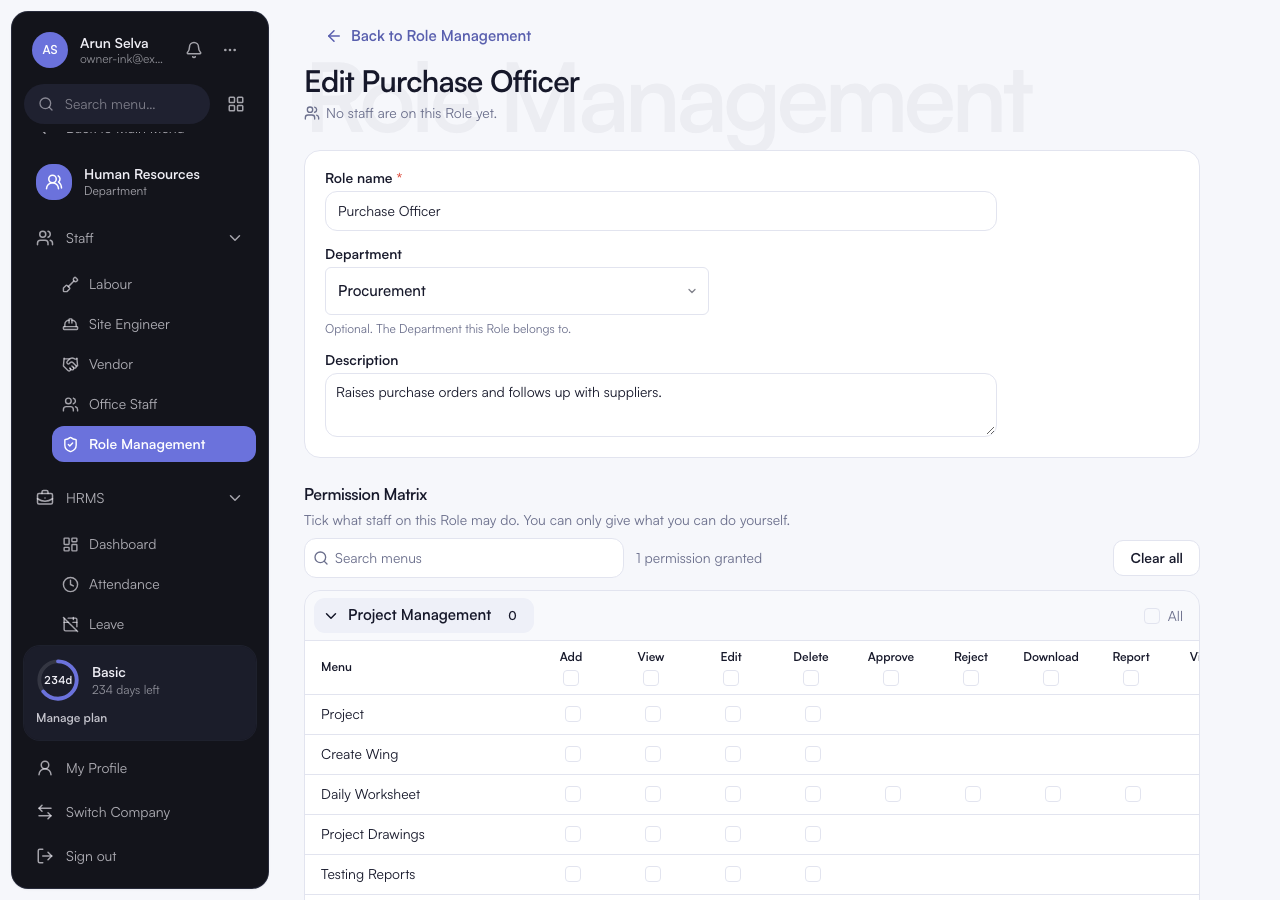 AS
Arun Selva
owner-ink@ex...
Search menu...
Back to Main Menu
Human Resources
Department
Staff
Labour
Site Engineer
Vendor
Office Staff
Role Management
HRMS
Dashboard
Attendance
Leave
234d
Basic
234 days left
Manage plan
My Profile
Switch Company
Sign out
Back to Role Management
Role Management
Edit Purchase Officer
No staff are on this Role yet.
Role name *
Purchase Officer
Department
Procurement
Optional. The Department this Role belongs to.
Description
Raises purchase orders and follows up with suppliers.
Permission Matrix
Tick what staff on this Role may do. You can only give what you can do yourself.
Search menus
1 permission granted
Clear all
Project Management 0
All
Menu Add View Edit Delete Approve Reject Download Report
Project
Create Wing
Daily Worksheet
Project Drawings
Testing Reports